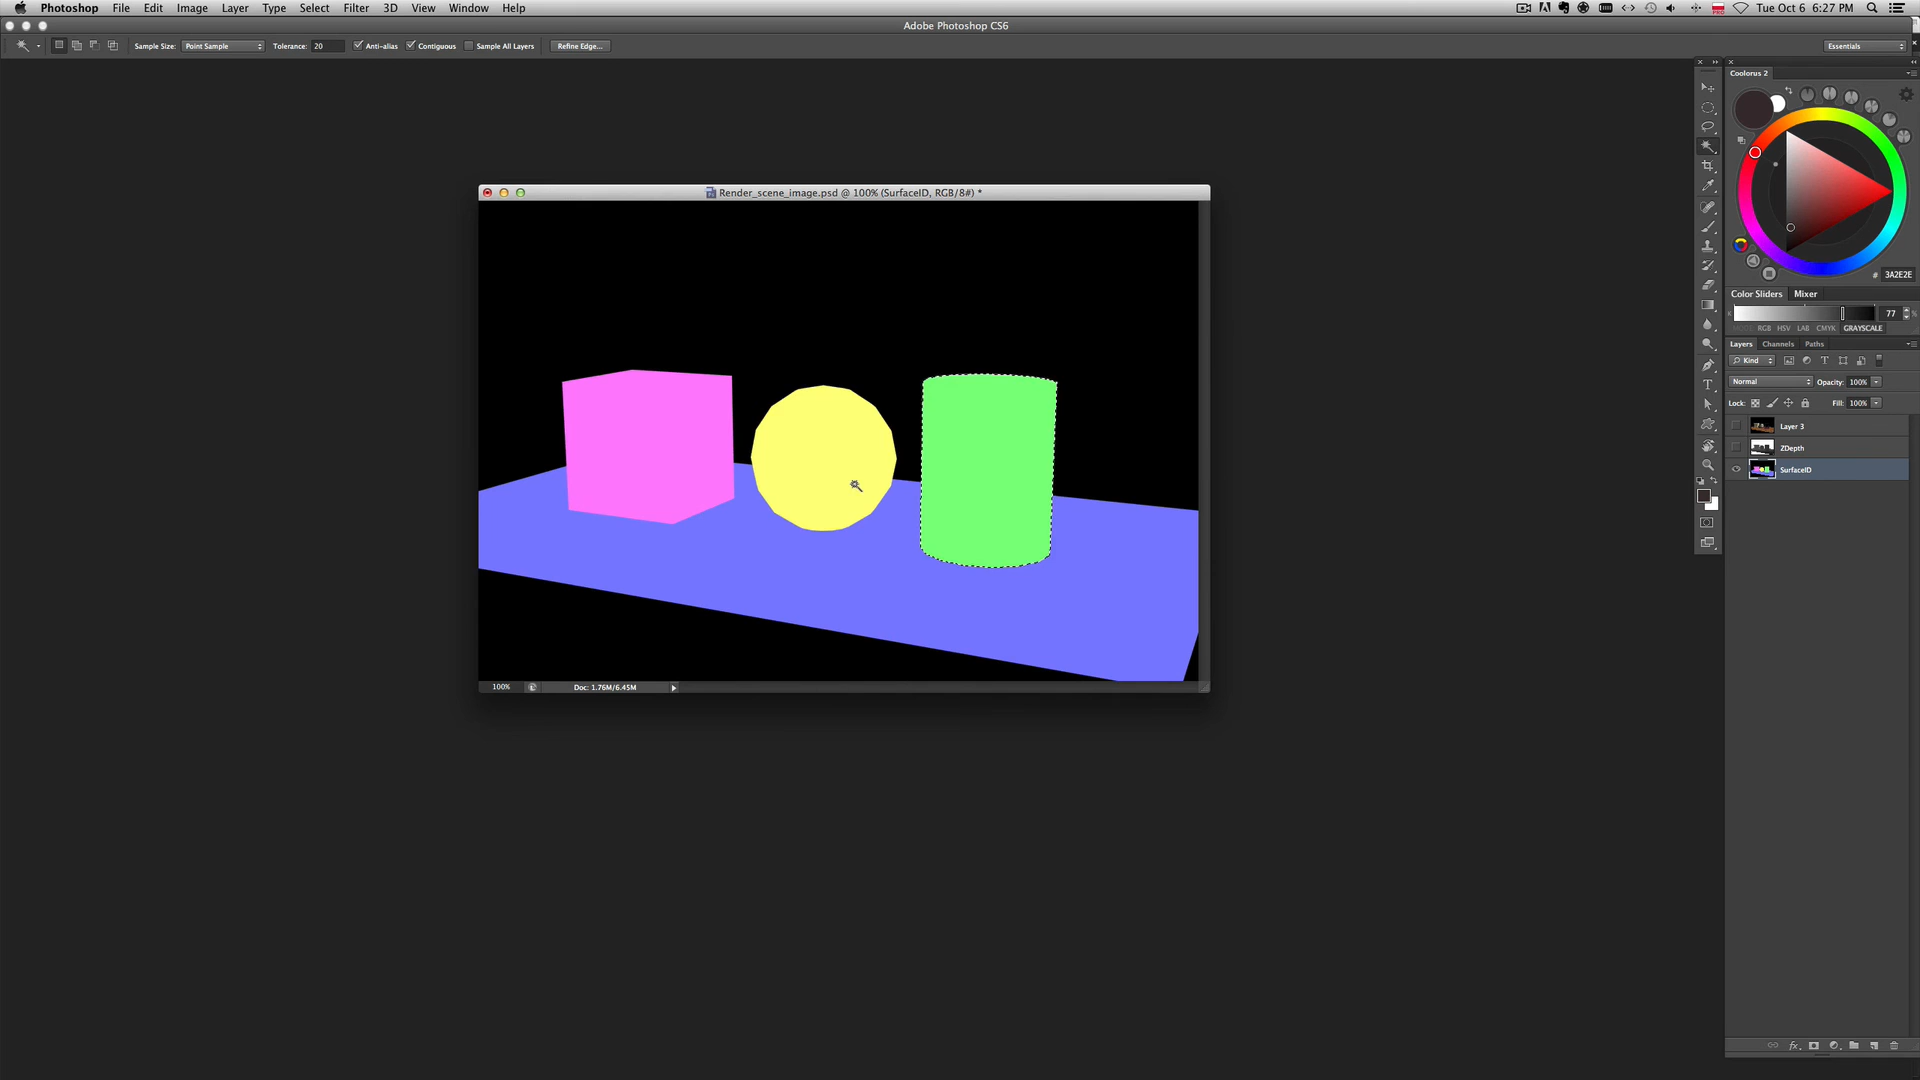 Photoshop File Edit Image Layer Type Select Filter 3D View Window Help Tue Oct 6 6:27 PM
Adobe Photoshop CS6
Sample Size: Point Sample Tolerance: 20 Anti-alias Contiguous Sample All Layers Refine Edge... Essentials
Coolorus 2
Render_scene_image.psd @ 100% (SurfaceID, RGB/8#) *
# 3A2E2E
Color Sliders Mixer
K 77 %
RGB HSV LAB CMYK GRAYSCALE
Layers Channels Paths
Kind
Normal Opacity: 100%
Lock: Fill: 100%
Layer 3
ZDepth
SurfaceID
100% Doc: 1.76M/6.45M